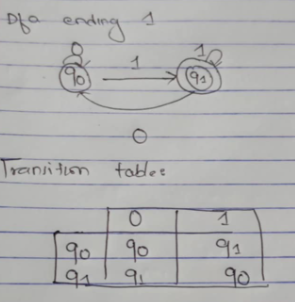 Dfa ending 1
0 1
q0 1 q1
0
Transition table:
0 1
q0 q0 q1
q1 q1 q0